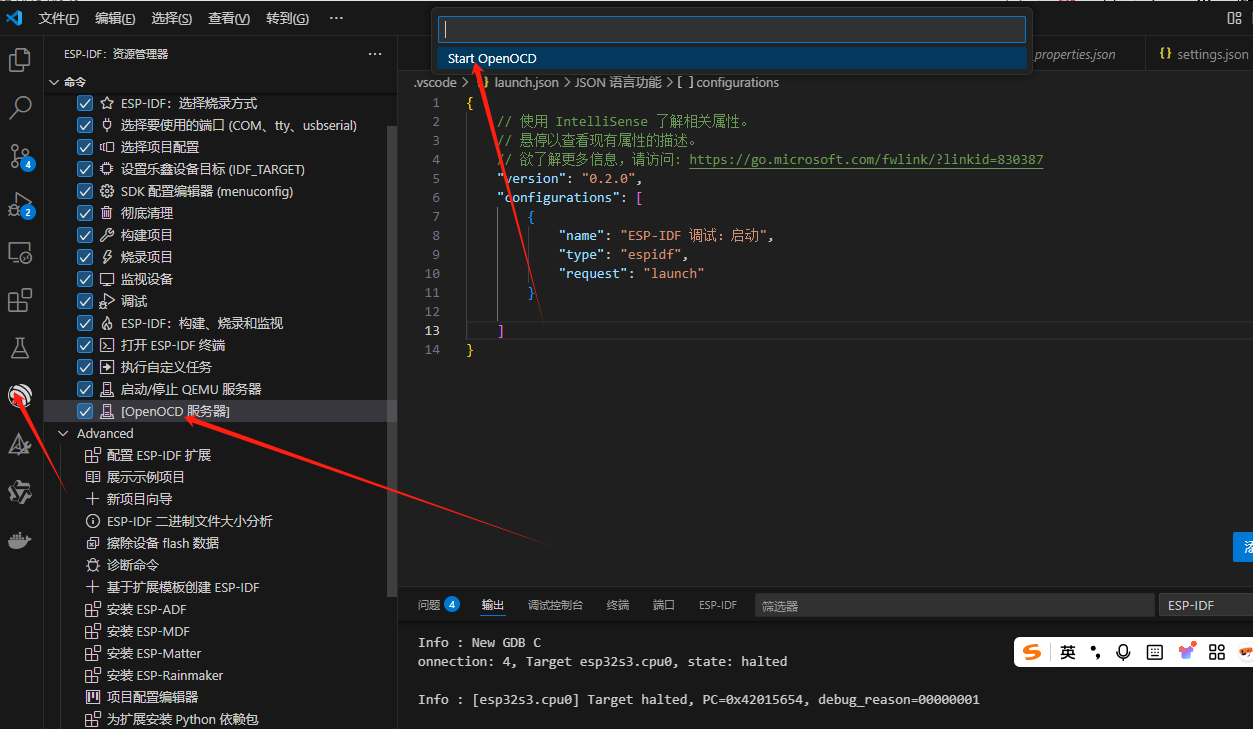 文件(F) 编辑(E) 选择(S) 查看(V) 转到(G) ···
Start OpenOCD
ESP-IDF：资源管理器
命令
ESP-IDF：选择烧录方式
选择要使用的端口 (COM、tty、usbserial)
选择项目配置
设置乐鑫设备目标 (IDF_TARGET)
SDK 配置编辑器 (menuconfig)
彻底清理
构建项目
烧录项目
监视设备
调试
ESP-IDF：构建、烧录和监视
打开 ESP-IDF 终端
执行自定义任务
启动/停止 QEMU 服务器
[OpenOCD 服务器]
Advanced
配置 ESP-IDF 扩展
展示示例项目
新项目向导
ESP-IDF 二进制文件大小分析
擦除设备 flash 数据
诊断命令
基于扩展模板创建 ESP-IDF
安装 ESP-ADF
安装 ESP-MDF
安装 ESP-Matter
安装 ESP-Rainmaker
项目配置编辑器
为扩展安装 Python 依赖包
4
2
properties.json {} settings.json
.vscode > {} launch.json > JSON 语言功能 > [ ] configurations
1 {
2 // 使用 IntelliSense 了解相关属性。
3 // 悬停以查看现有属性的描述。
4 // 欲了解更多信息，请访问: https://go.microsoft.com/fwlink/?linkid=830387
5 "version": "0.2.0",
6 "configurations": [
7 {
8 "name": "ESP-IDF 调试：启动",
9 "type": "espidf",
10 "request": "launch"
11 }
12
13 ]
14 }
问题 4 输出 调试控制台 终端 端口 ESP-IDF 筛选器 ESP-IDF
Info : New GDB C
onnection: 4, Target esp32s3.cpu0, state: halted
Info : [esp32s3.cpu0] Target halted, PC=0x42015654, debug_reason=00000001
S 英